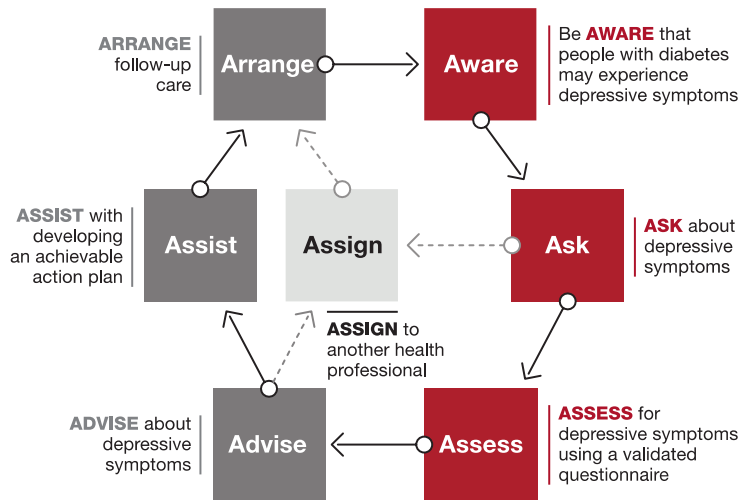 ARRANGE
follow-up
care
Arrange
Aware
Be AWARE that
people with diabetes
may experience
depressive symptoms
ASSIST with
developing
an achievable
action plan
Assist
Assign
Ask
ASK about
depressive
symptoms
ASSIGN to
another health
professional
ADVISE about
depressive
symptoms
Advise
Assess
ASSESS for
depressive symptoms
using a validated
questionnaire